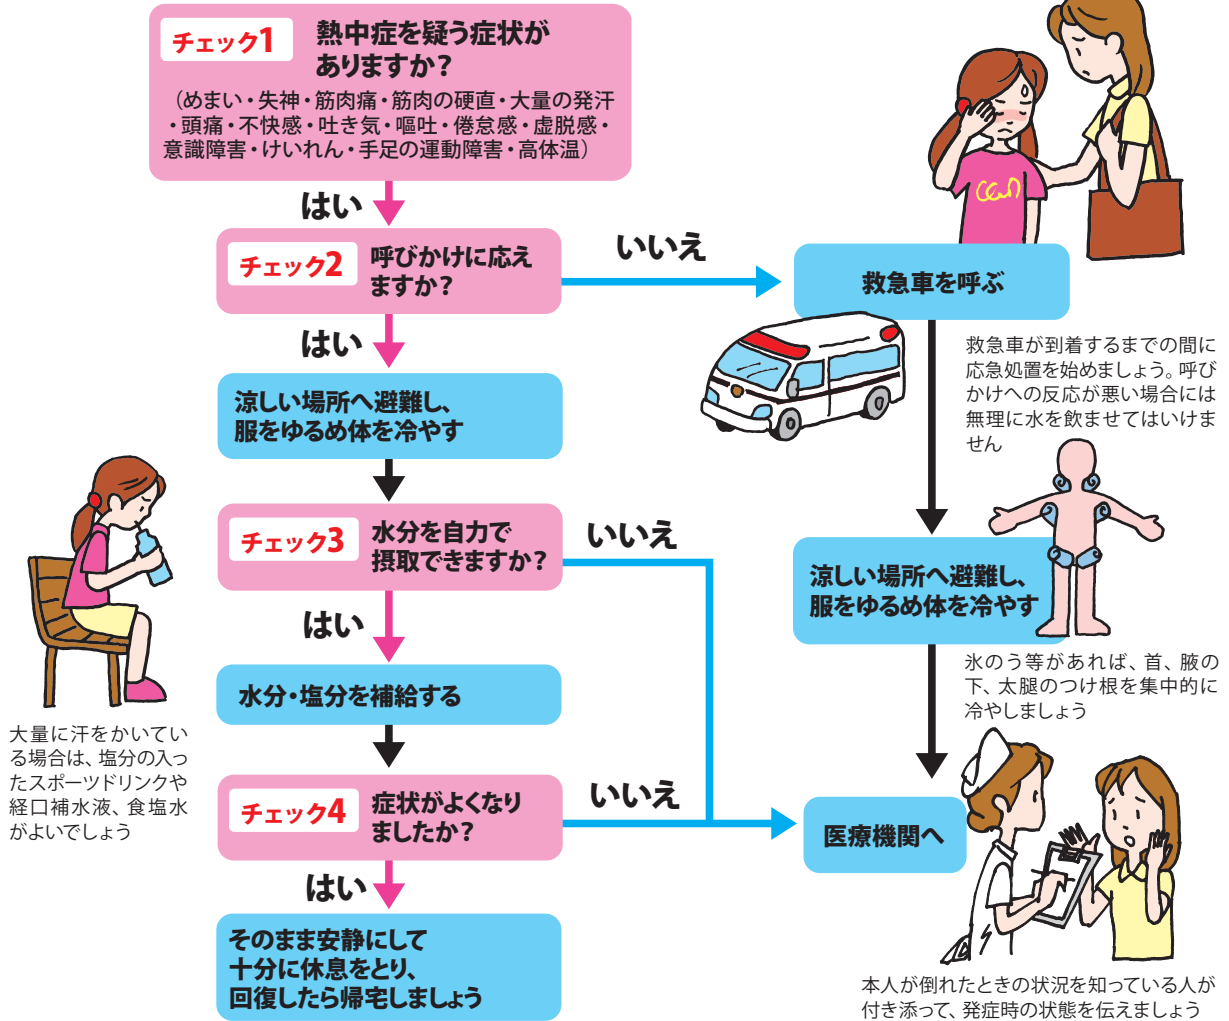 チェック1
熱中症を疑う症状が
ありますか？
（めまい・失神・筋肉痛・筋肉の硬直・大量の発汗
・頭痛・不快感・吐き気・嘔吐・倦怠感・虚脱感・
意識障害・けいれん・手足の運動障害・高体温）
はい
チェック2
呼びかけに応え
ますか？
いいえ
救急車を呼ぶ
救急車が到着するまでの間に
応急処置を始めましょう。呼び
かけへの反応が悪い場合には
無理に水を飲ませてはいけま
せん
はい
涼しい場所へ避難し、
服をゆるめ体を冷やす
チェック3
水分を自力で
摂取できますか？
いいえ
涼しい場所へ避難し、
服をゆるめ体を冷やす
氷のう等があれば、首、腋の
下、太腿のつけ根を集中的に
冷やしましょう
はい
水分・塩分を補給する
大量に汗をかいてい
る場合は、塩分の入っ
たスポーツドリンクや
経口補水液、食塩水
がよいでしょう
チェック4
症状がよくなり
ましたか？
いいえ
医療機関へ
はい
そのまま安静にして
十分に休息をとり、
回復したら帰宅しましょう
本人が倒れたときの状況を知っている人が
付き添って、発症時の状態を伝えましょう